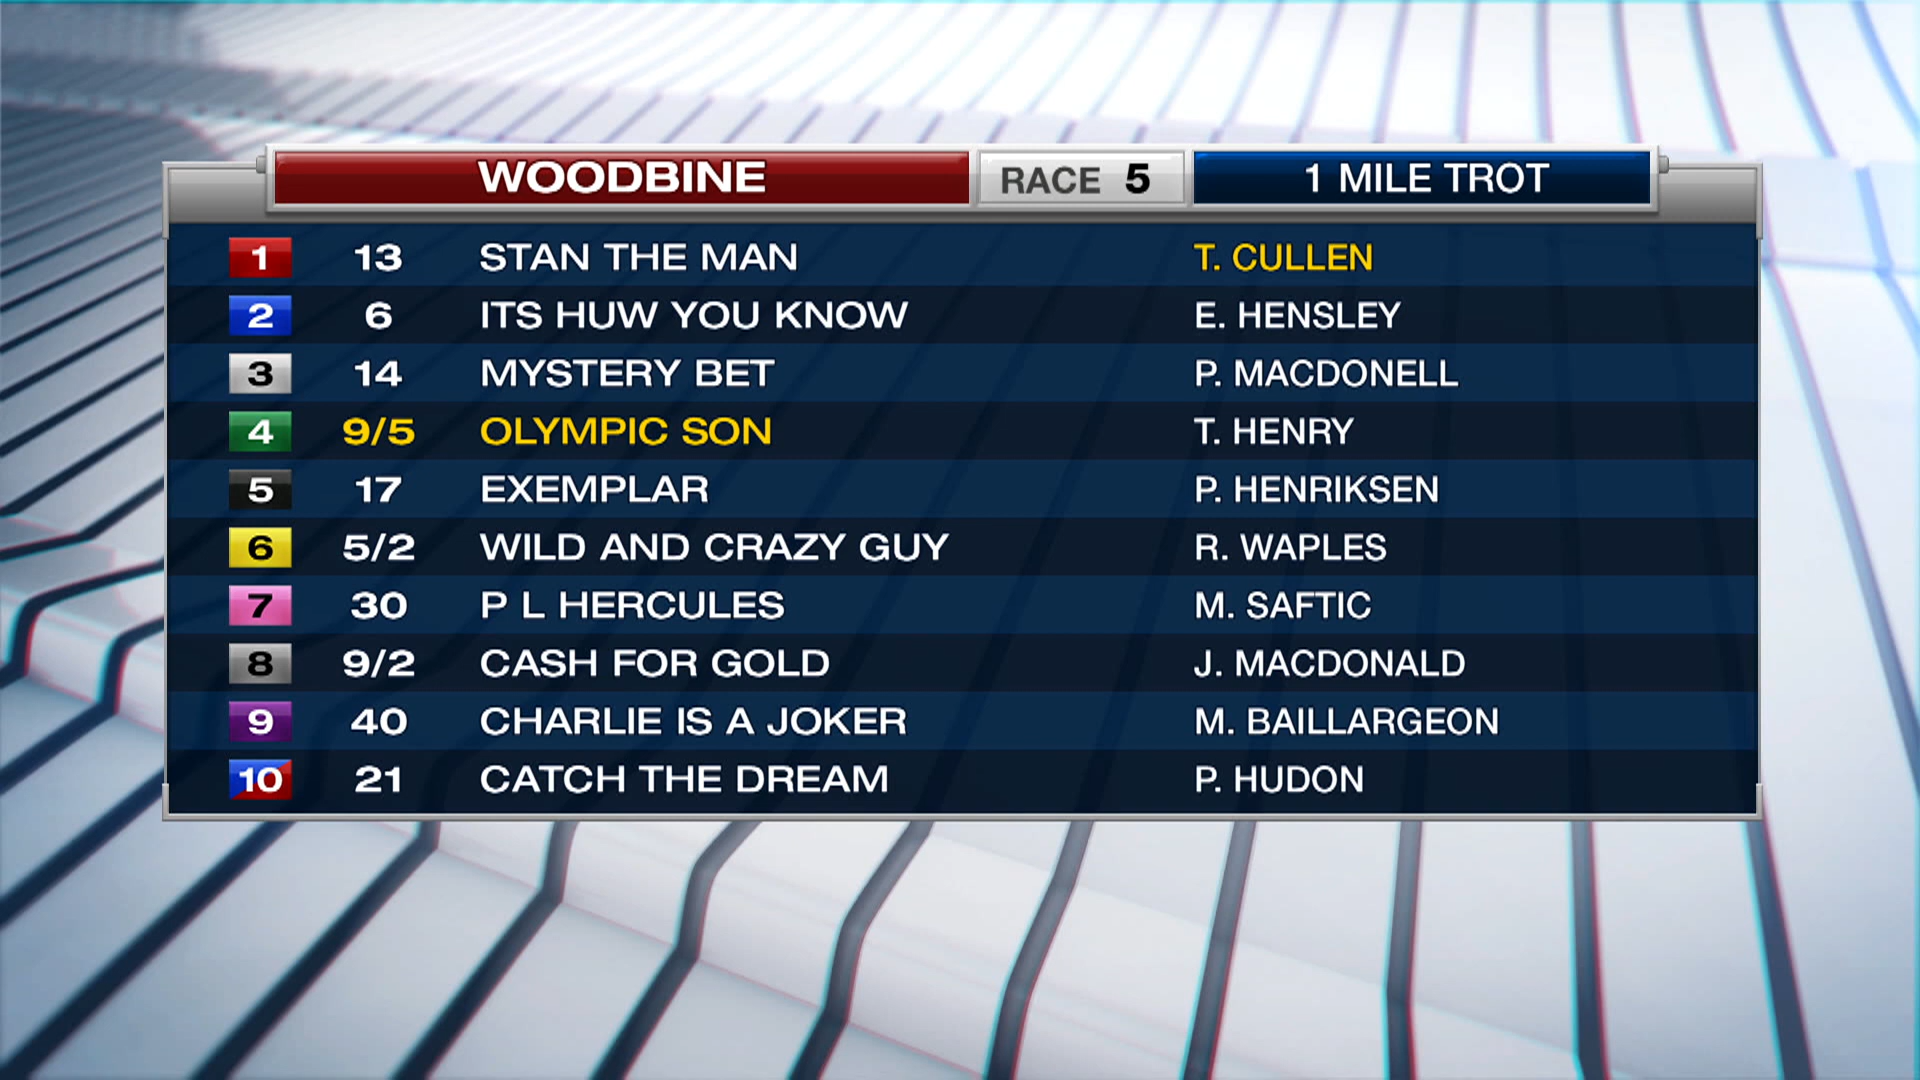 WOODBINE RACE 5 1 MILE TROT
1 13 STAN THE MAN T. CULLEN
2 6 ITS HUW YOU KNOW E. HENSLEY
3 14 MYSTERY BET P. MACDONELL
4 9/5 OLYMPIC SON T. HENRY
5 17 EXEMPLAR P. HENRIKSEN
6 5/2 WILD AND CRAZY GUY R. WAPLES
7 30 P L HERCULES M. SAFTIC
8 9/2 CASH FOR GOLD J. MACDONALD
9 40 CHARLIE IS A JOKER M. BAILLARGEON
10 21 CATCH THE DREAM P. HUDON